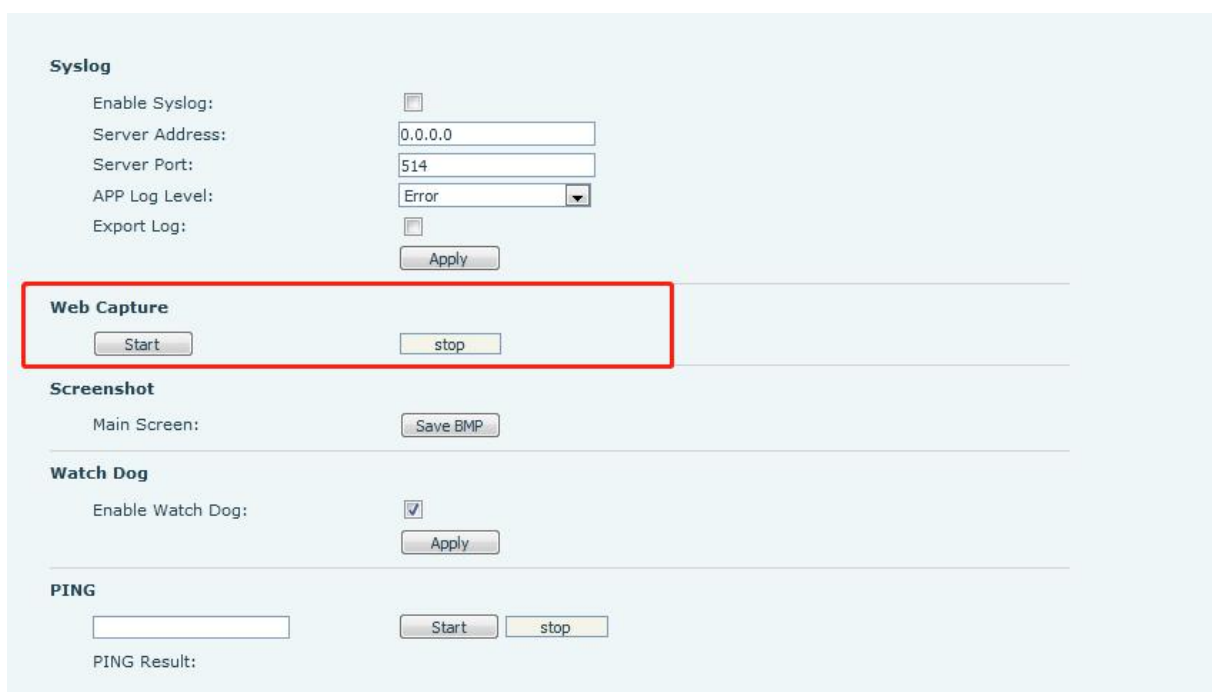 Syslog
Enable Syslog:
Server Address: 0.0.0.0
Server Port: 514
APP Log Level: Error
Export Log:
Apply
Web Capture
Start stop
Screenshot
Main Screen: Save BMP
Watch Dog
Enable Watch Dog:
Apply
PING
Start stop
PING Result: